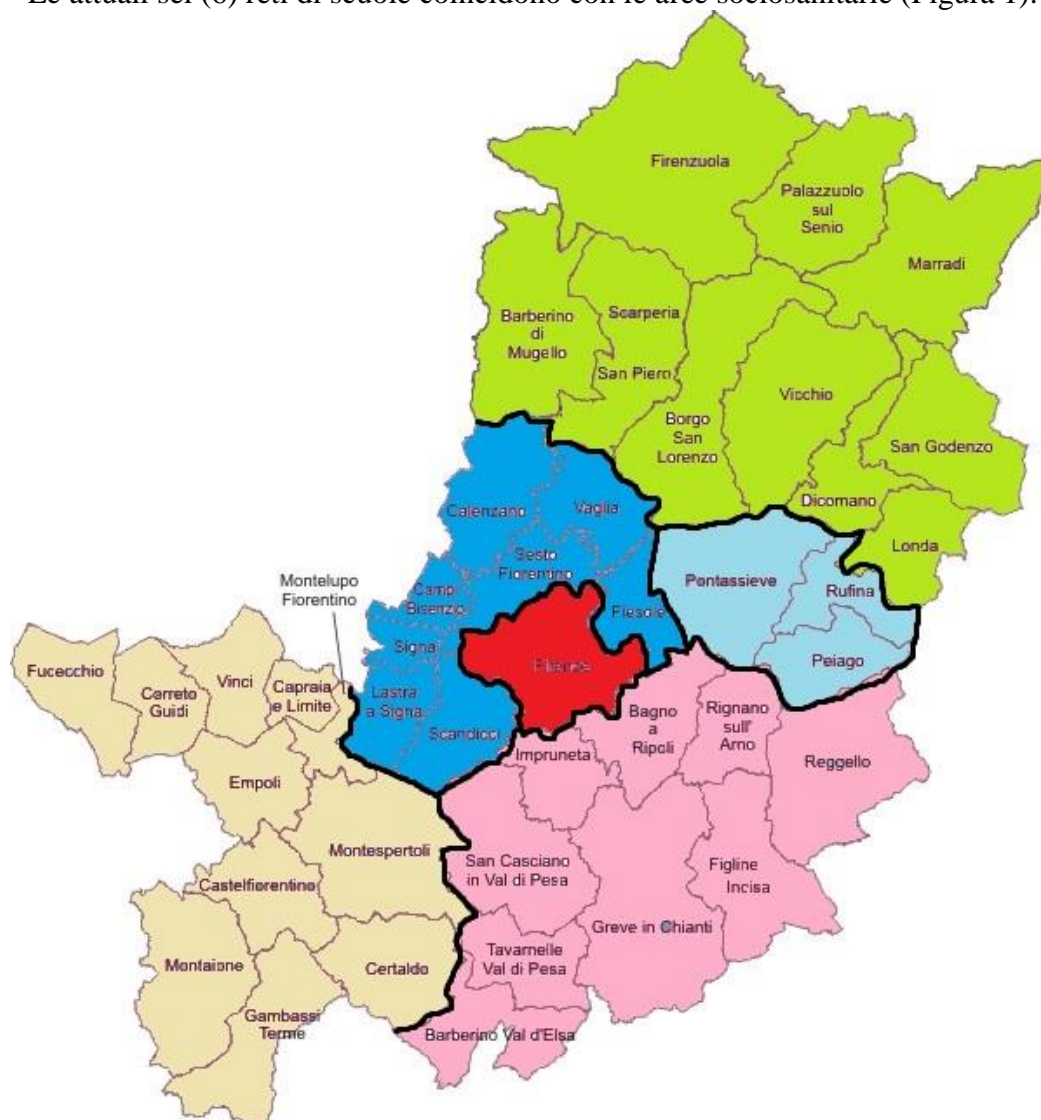 Le attuali sei (6) reti di scuole coincidono con le aree sociosanitarie (Figura 1).
Firenzuola
Palazzuolo
sul
Senio
Marradi
Barberino
di
Mugello
Scarperia
San Piero
Borgo
San
Lorenzo
Vicchio
San Godenzo
Dicomano
Londa
Calenzano
Vaglia
Sesto
Fiorentino
Camp
Bisenzio
Signa
Lastra
a Signa
Scandicci
Fiesole
Firenze
Pontassieve
Rufina
Pelago
Montelupo
Fiorentino
Fucecchio
Cerreto
Guidi
Vinci
Capraia
e Limite
Empoli
Montespertoli
Castelfiorentino
Montaione
Certaldo
Gambassi
Terme
Impruneta
Bagno
a
Ripoli
Rignano
sull'
Arno
Reggello
San Casciano
in Val di Pesa
Figline
Incisa
Greve in Chianti
Tavarnelle
Val di Pesa
Barberino Val d'Elsa